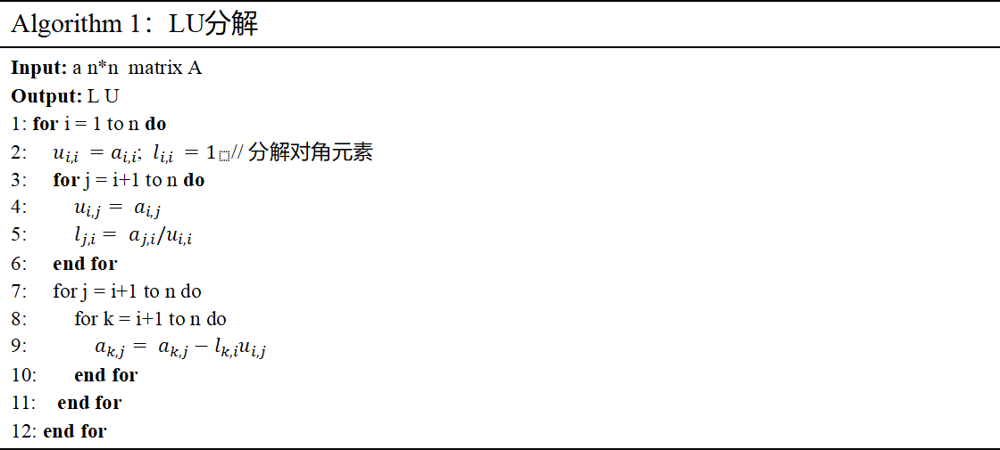 Algorithm 1：LU分解
Input: a n*n matrix A
Output: L U
1: for i = 1 to n do
2: u_{i,i} = a_{i,i}; l_{i,i} = 1 // 分解对角元素
3: for j = i+1 to n do
4: u_{i,j} = a_{i,j}
5: l_{j,i} = a_{j,i}/u_{i,i}
6: end for
7: for j = i+1 to n do
8: for k = i+1 to n do
9: a_{k,j} = a_{k,j} − l_{k,i}u_{i,j}
10: end for
11: end for
12: end for